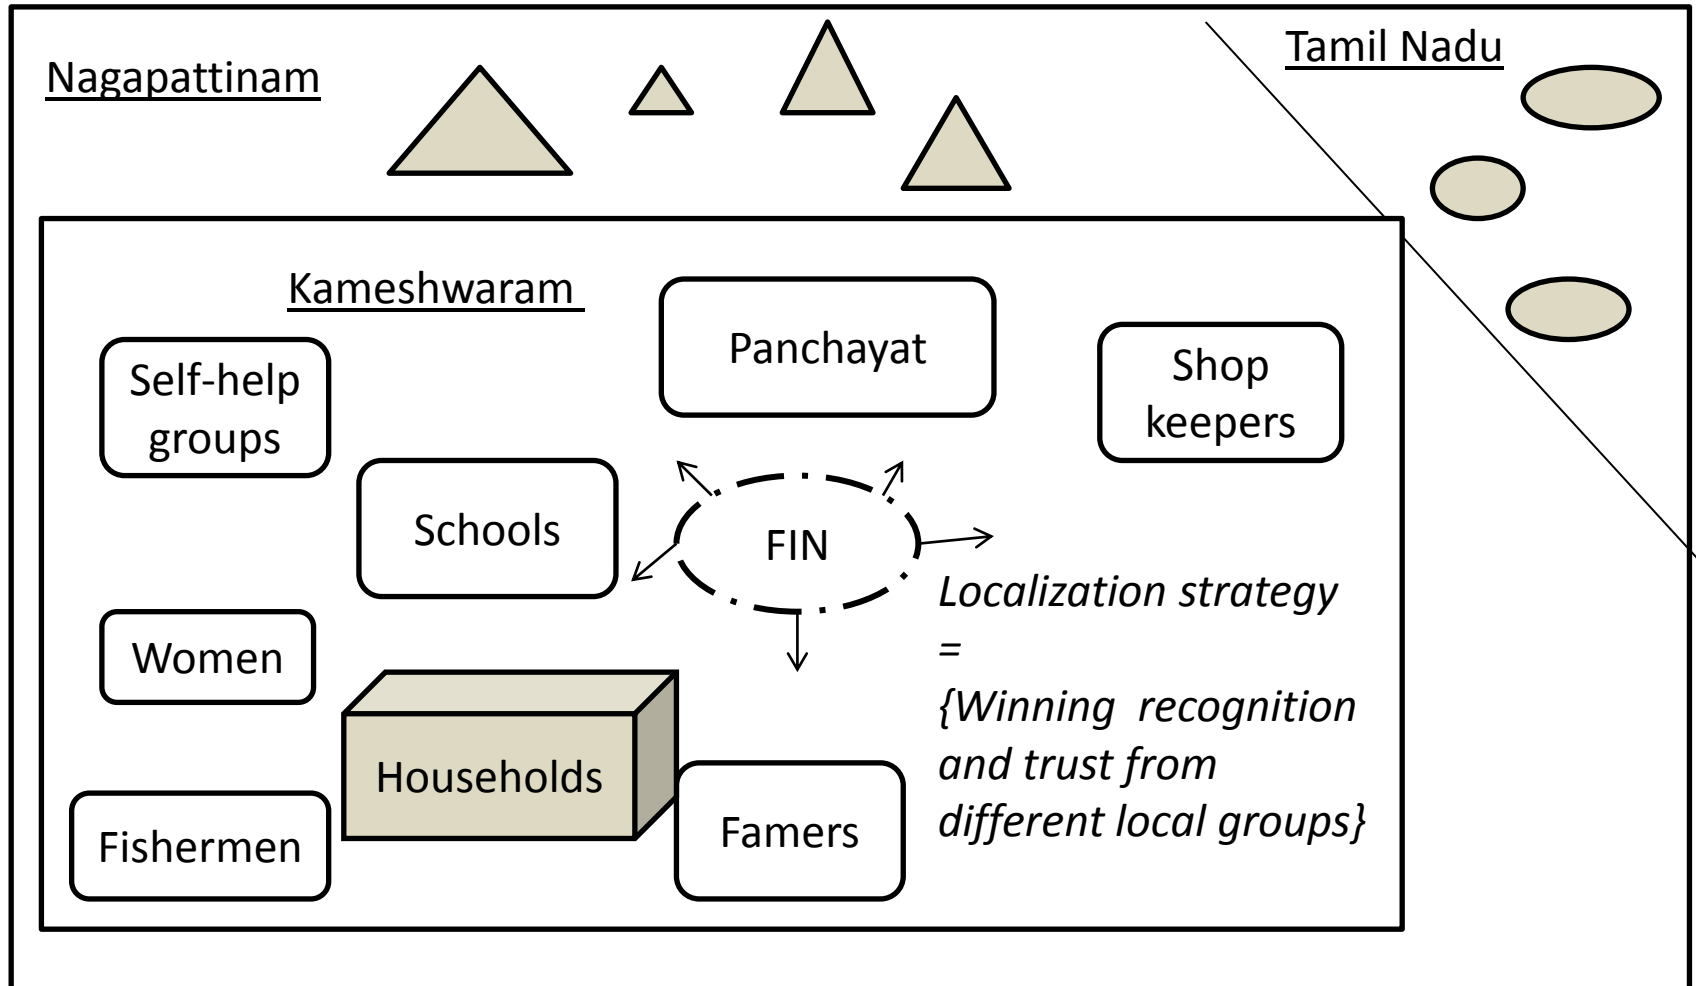 Nagapattinam
Tamil Nadu
Kameshwaram
Panchayat
Shop
keepers
Self-help
groups
Schools
FIN
Localization strategy
=
{Winning recognition
and trust from
different local groups}
Women
Households
Famers
Fishermen